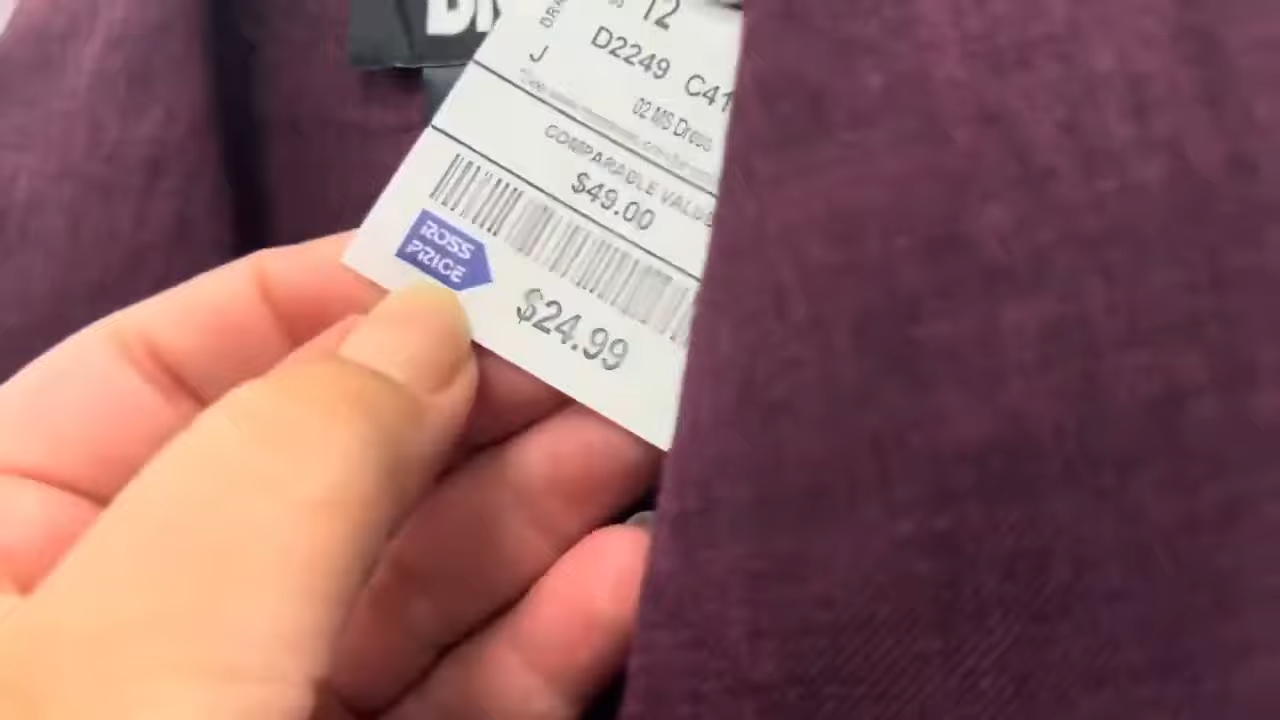 12
D2249 C41
J
02 MS Dress
COMPARABLE VALUE
$49.00
ROSS
PRICE
$24.99